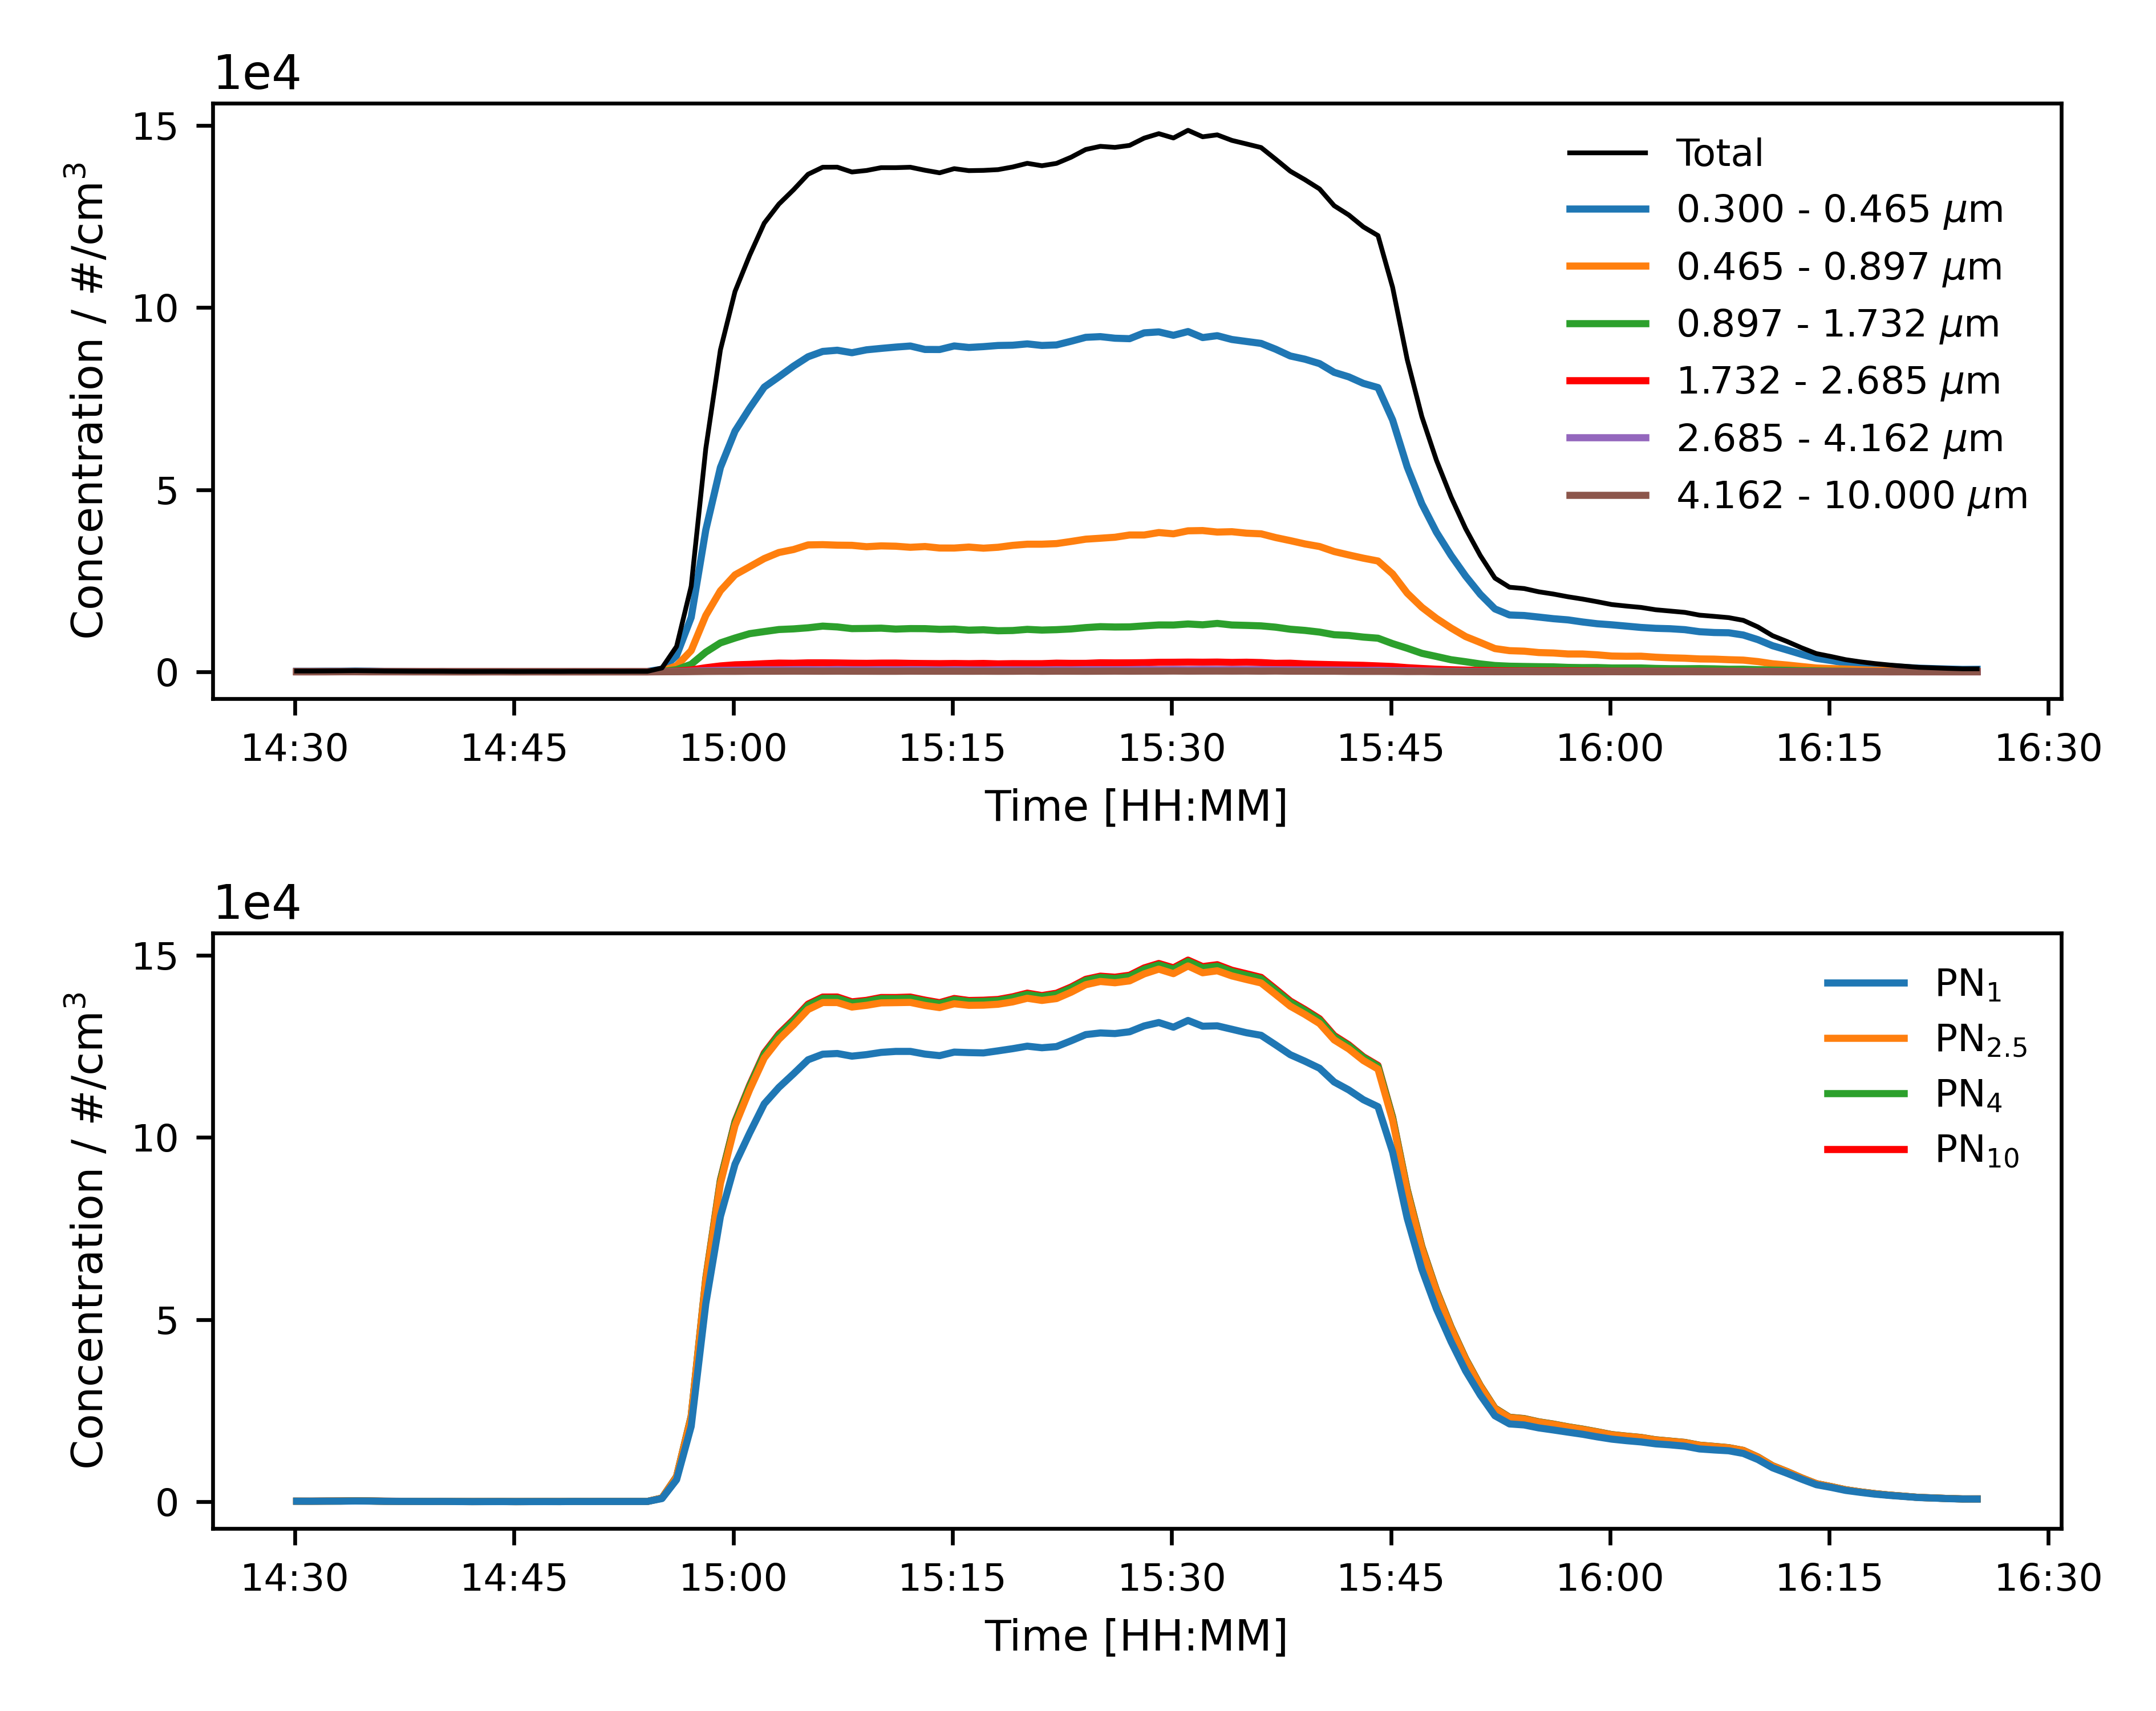 1e4
Concentration / #/cm³
15
10
5
0
Total
0.300 - 0.465 μm
0.465 - 0.897 μm
0.897 - 1.732 μm
1.732 - 2.685 μm
2.685 - 4.162 μm
4.162 - 10.000 μm
14:30 14:45 15:00 15:15 15:30 15:45 16:00 16:15 16:30
Time [HH:MM]
1e4
Concentration / #/cm³
15
10
5
0
PN₁
PN₂.₅
PN₄
PN₁₀
14:30 14:45 15:00 15:15 15:30 15:45 16:00 16:15 16:30
Time [HH:MM]